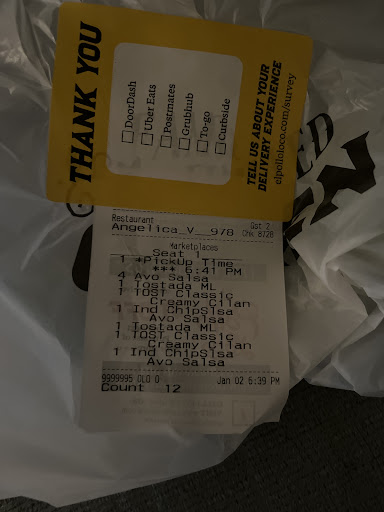 THANK YOU
DoorDash
Uber Eats
Postmates
Grubhub
To-go
Curbside
TELL US ABOUT YOUR
DELIVERY EXPERIENCE
elpolloloco.com/survey
Restaurant
Angelica_V__978 Gst 2
Chk 8720
Marketplaces
Seat 1
1 *PickUp Time
*** 6:41 PM
4 Avo Salsa
1 Tostada ML
1 TOST Classic
Creamy Cilan
1 Ind ChipSlsa
Avo Salsa
1 Tostada ML
1 TOST Classic
Creamy Cilan
1 Ind ChipSlsa
Avo Salsa
9999995 OLO O Jan 02 6:39 PM
Count 12